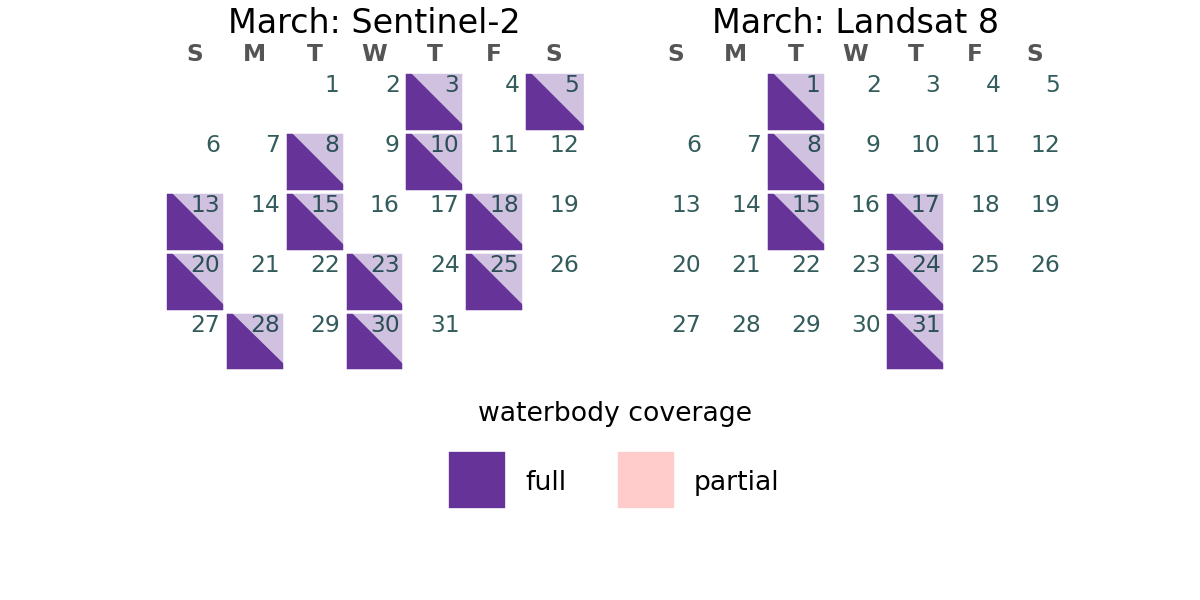 March: Sentinel-2
S M T W T F S
1 2 3 4 5
6 7 8 9 10 11 12
13 14 15 16 17 18 19
20 21 22 23 24 25 26
27 28 29 30 31
March: Landsat 8
S M T W T F S
1 2 3 4 5
6 7 8 9 10 11 12
13 14 15 16 17 18 19
20 21 22 23 24 25 26
27 28 29 30 31
waterbody coverage
full partial